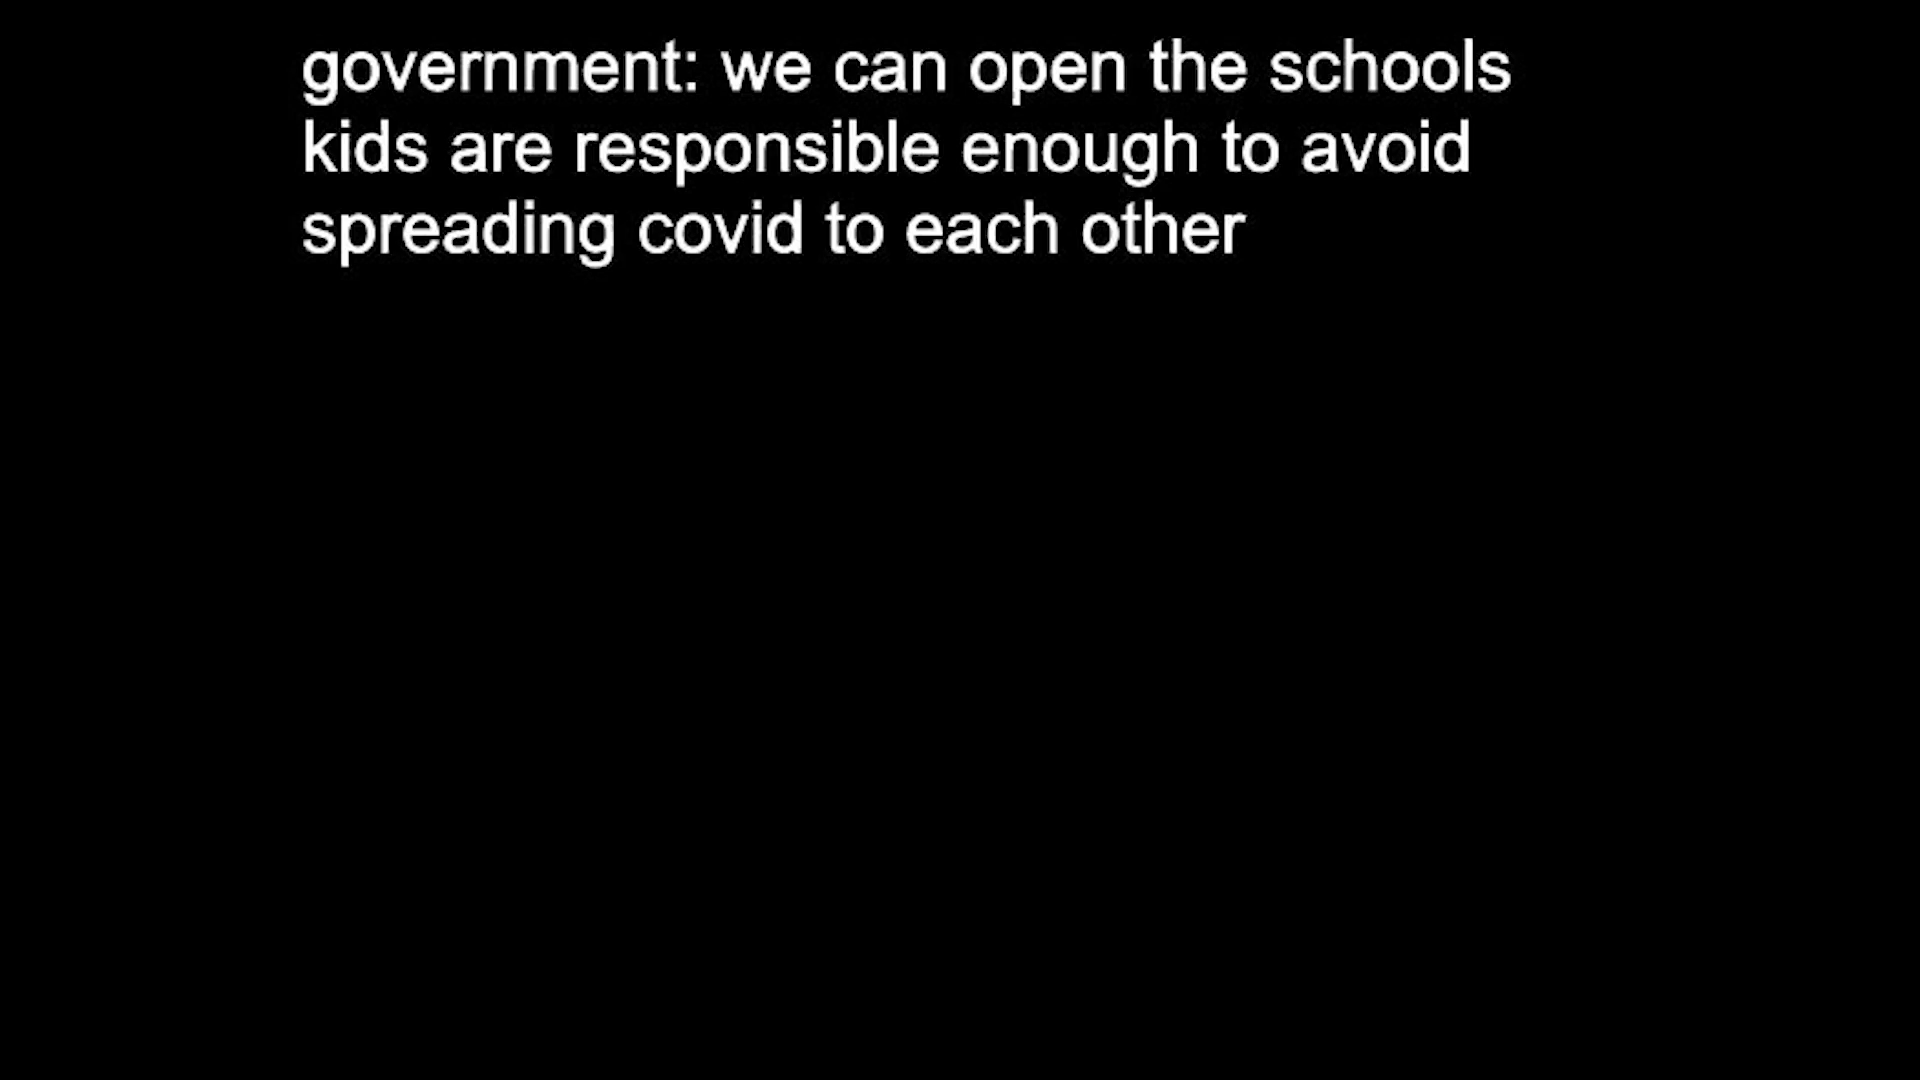 government: we can open the schools
kids are responsible enough to avoid
spreading covid to each other